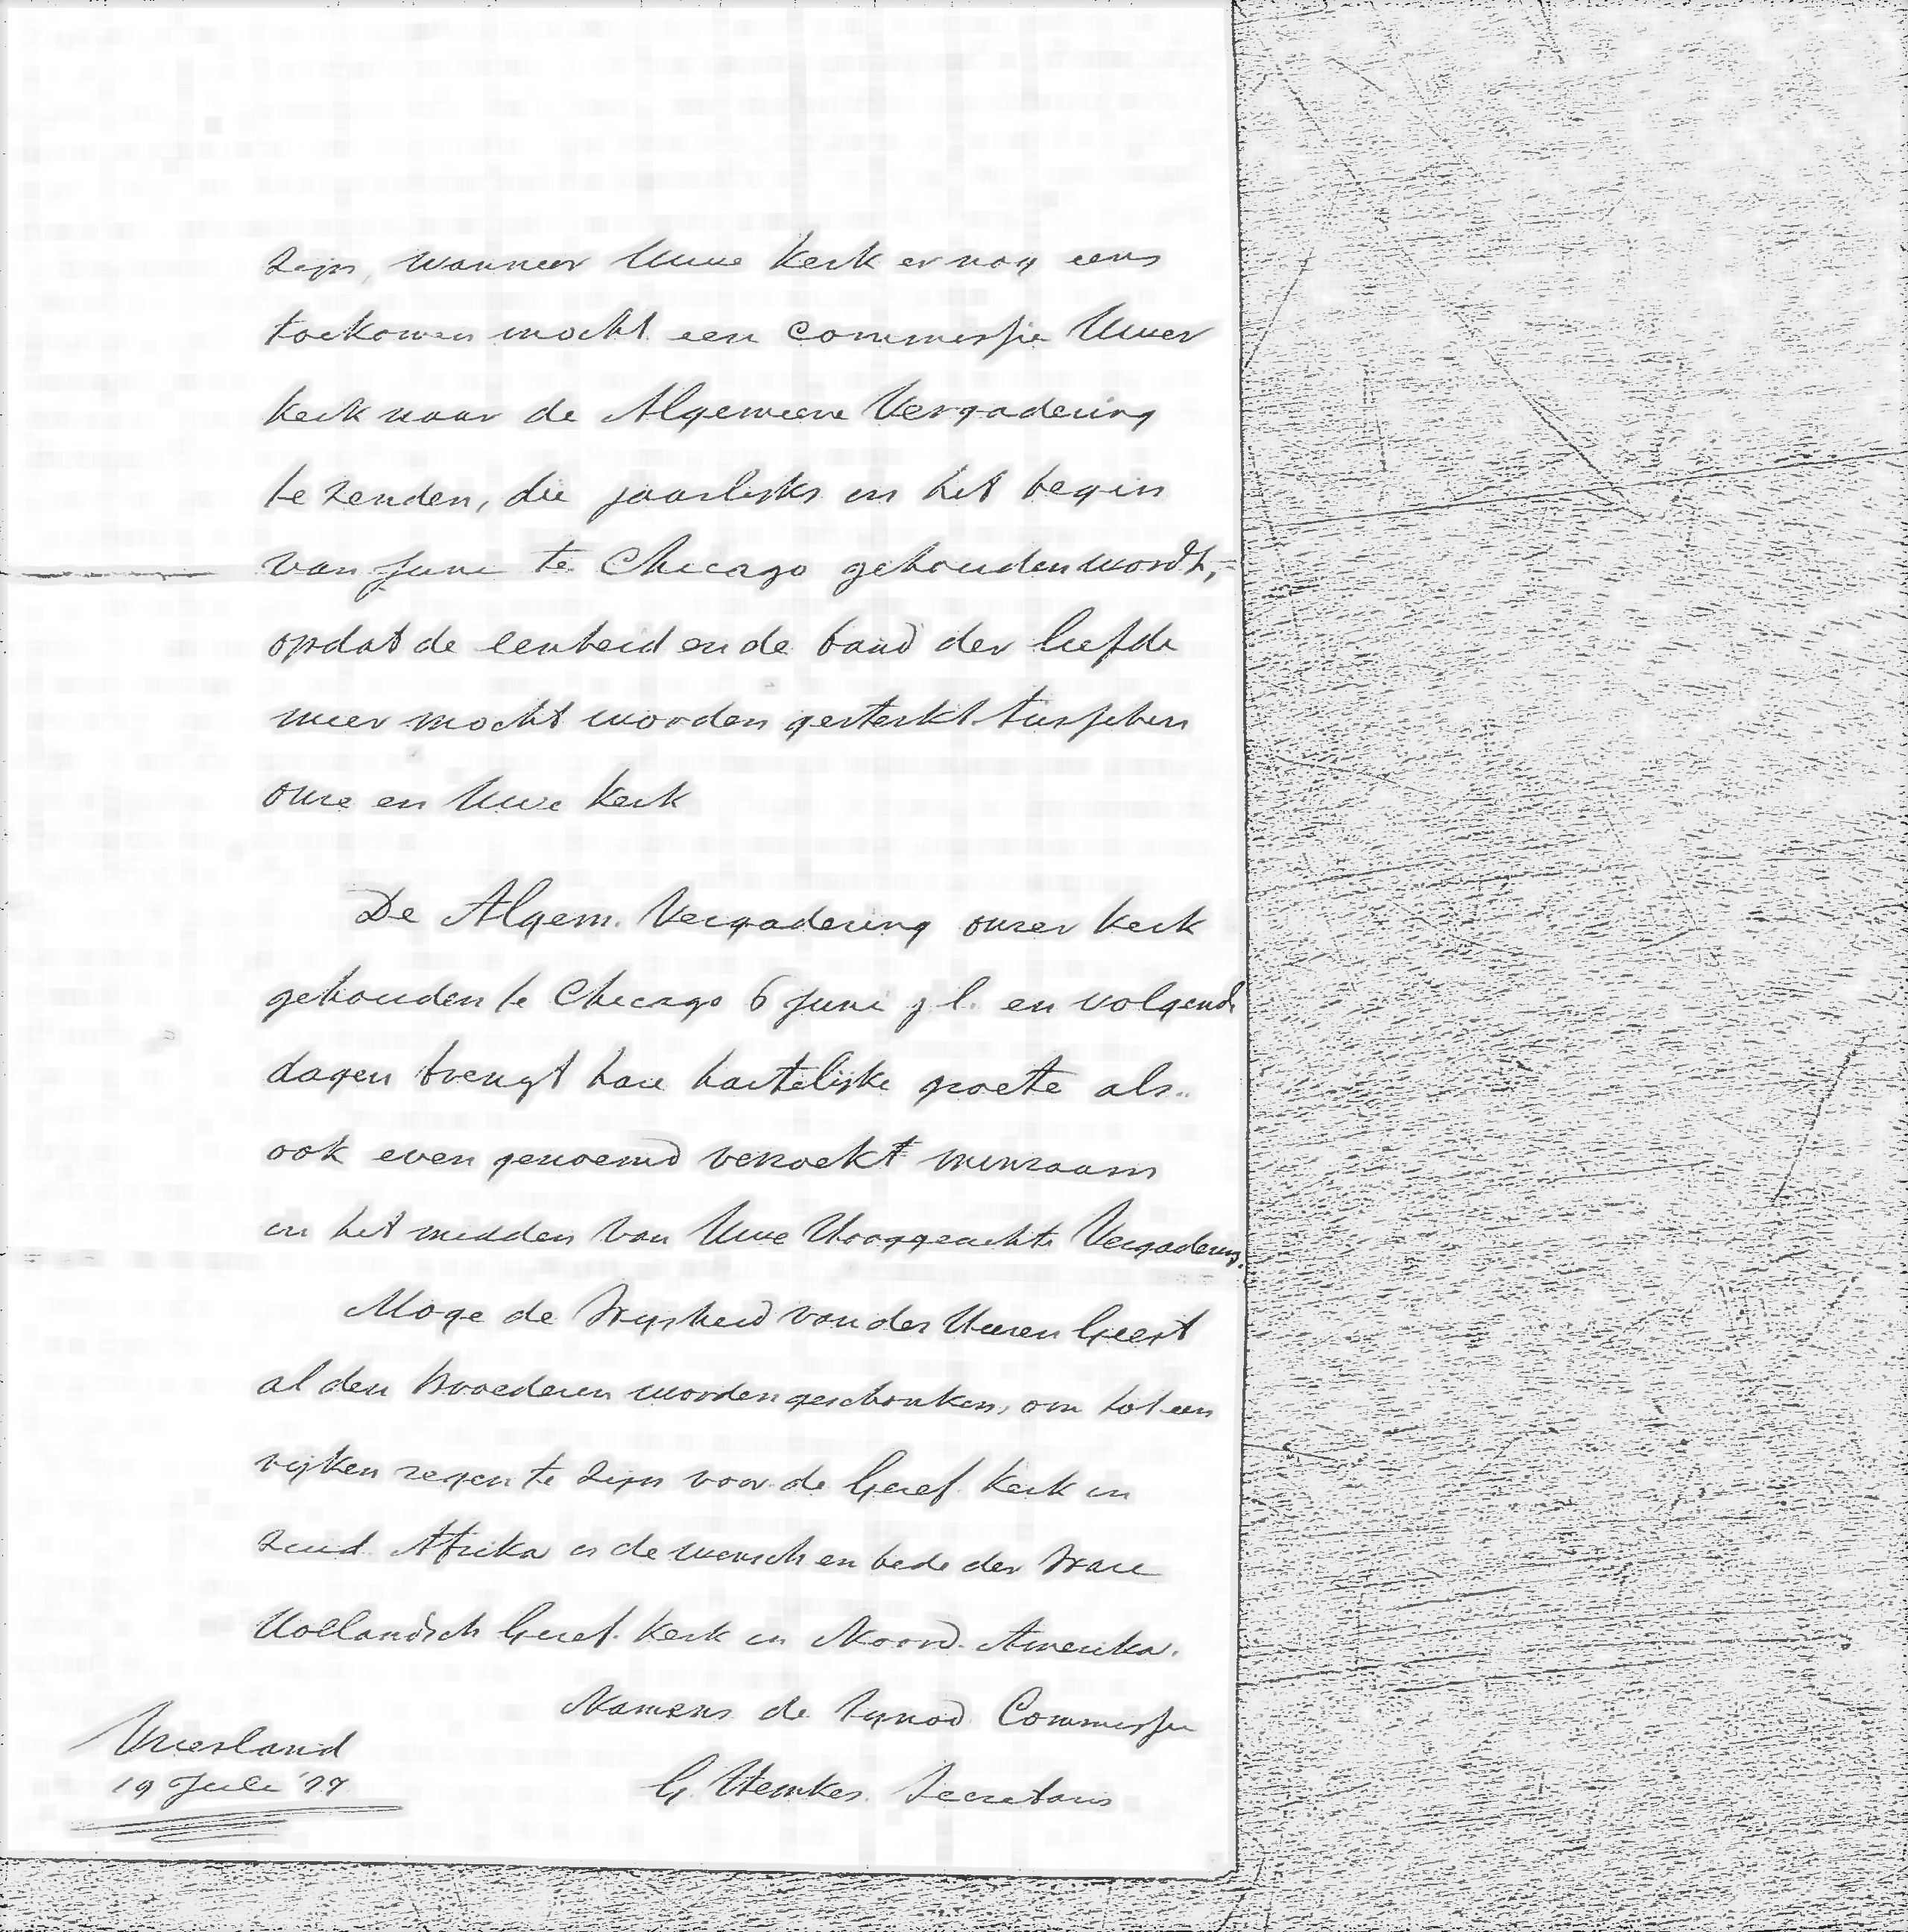 zijn, wanneer Uwe Kerk er nog eens
toekomen mocht een Commissie Uwer
Kerk naar de Algemeene Vergadering
te zenden, die jaarlijks in het begin
van Juni te Chicago gehouden wordt,=
opdat de eenheid en de band der liefde
meer mocht worden gesterkt tusschen
onze en Uwe Kerk
De Algem. Vergadering onzer Kerk
gehouden te Chicago 6 Juni j l. en volgende
dagen brengt hare hartelijke groete als..
ook even genoemd verzoekt minzaam
in het midden van Uwe Hooggeachte Vergadering.
Moge de Wijsheid van des Heeren Geest
al den Broederen worden geschonken, om tot een
rijken zegen te zijn voor de Geref. Kerk in
Zuid Afrika is de wensch en bede der Ware
Hollandsch Geref. Kerk in Noord-Amerika.
Namens de Synod. Commissie
G. Hemkes. Secretaris
Vriesland
19 Juli '77